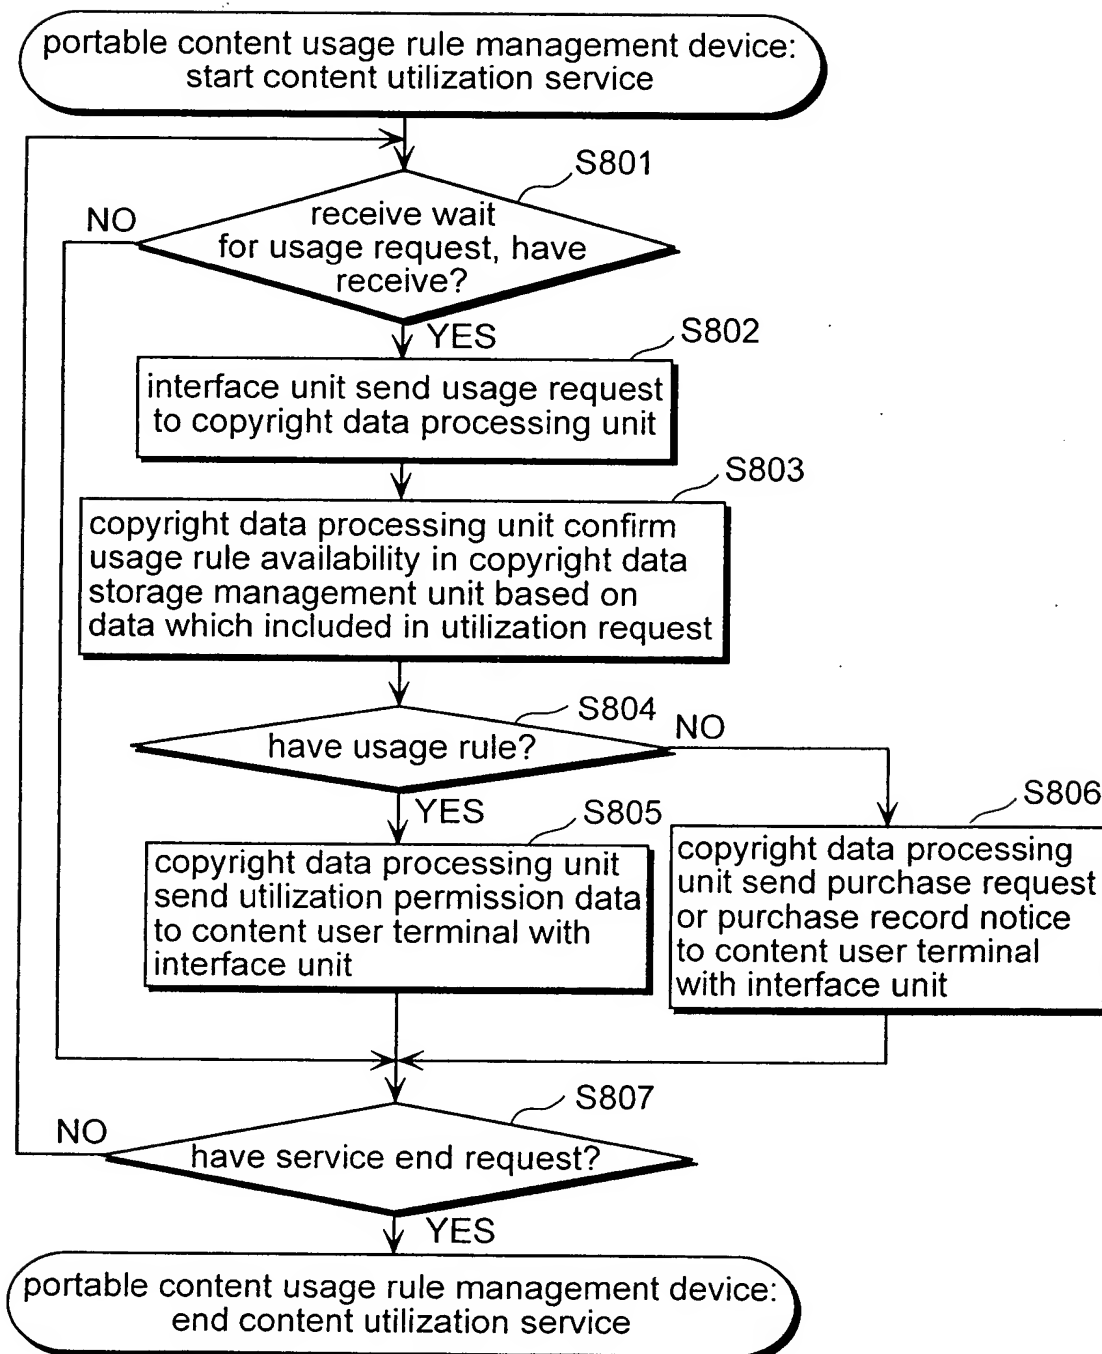 portable content usage rule management device:
start content utilization service
S801
NO
receive wait
for usage request, have
receive?
YES
S802
interface unit send usage request
to copyright data processing unit
S803
copyright data processing unit confirm
usage rule availability in copyright data
storage management unit based on
data which included in utilization request
S804
have usage rule?
NO
YES
S805
copyright data processing unit
send utilization permission data
to content user terminal with
interface unit
S806
copyright data processing
unit send purchase request
or purchase record notice
to content user terminal
with interface unit
S807
NO
have service end request?
YES
portable content usage rule management device:
end content utilization service